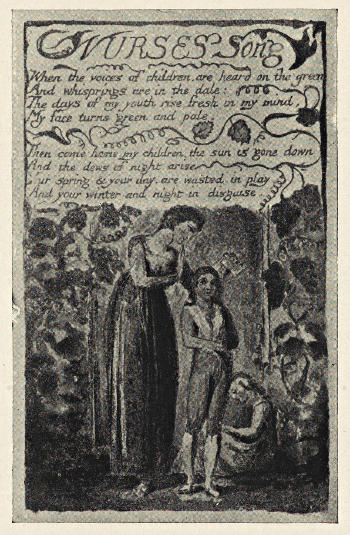 NURSES Song
When the voices of children, are heard on the green
And whisprings are in the dale:
The days of my youth rise fresh in my mind,
My face turns green and pale.
Then come home my children, the sun is gone down
And the dews of night arise
Your spring & your day, are wasted in play
And your winter and night in disguise.